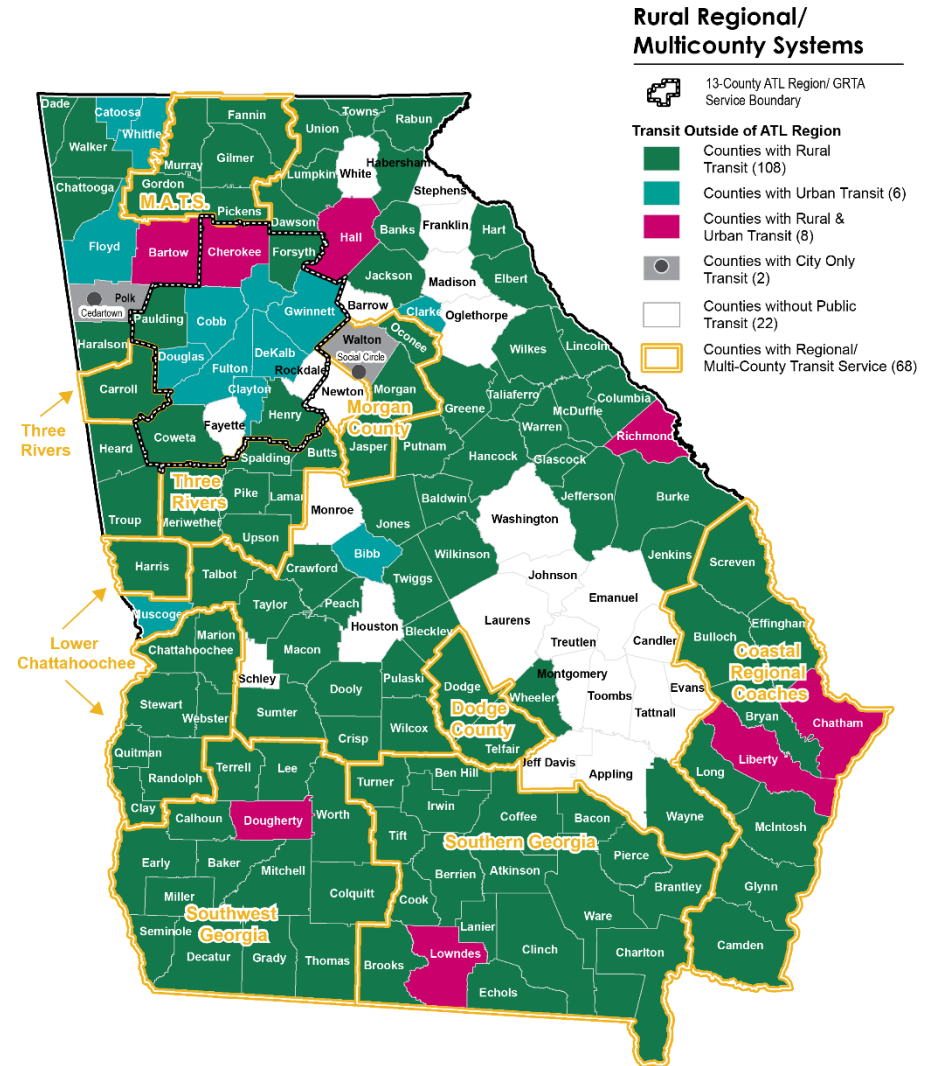 Rural Regional/
Multicounty Systems
13-County ATL Region/ GRTA
Service Boundary
Transit Outside of ATL Region
Counties with Rural
Transit (108)
Counties with Urban Transit (6)
Counties with Rural &
Urban Transit (8)
Counties with City Only
Transit (2)
Counties without Public
Transit (22)
Counties with Regional/
Multi-County Transit Service (68)
Dade
Catoosa
Whitfie
Walker
Chattooga
Murray
Fannin
Gilmer
Gordon
Pickens
M.A.T.S.
Union
Towns
Rabun
Lumpkin
White
Habersham
Stephens
Dawson
Floyd
Bartow
Cherokee
Forsyth
Hall
Banks
Franklin
Hart
Jackson
Madison
Elbert
Polk
Cedartown
Paulding
Cobb
Gwinnett
Barrow
Clarke
Oglethorpe
Haralson
Douglas
Fulton
DeKalb
Rockdale
Walton
Social Circle
Oconee
Wilkes
Lincoln
Carroll
Clayton
Henry
Newton
Morgan
Morgan
County
Greene
Taliaferro
McDuffie
Columbia
Three
Rivers
Coweta
Fayette
Spalding
Butts
Jasper
Putnam
Warren
Richmond
Heard
Three
Rivers
Hancock
Glascock
Troup
Meriwether
Pike
Lamar
Monroe
Jones
Baldwin
Washington
Jefferson
Burke
Upson
Bibb
Wilkinson
Jenkins
Screven
Harris
Talbot
Crawford
Twiggs
Johnson
Emanuel
Muscoge
Taylor
Peach
Houston
Bleckley
Laurens
Treutlen
Candler
Bulloch
Effingham
Lower
Chattahoochee
Marion
Chattahoochee
Macon
Schley
Coastal
Regional
Coaches
Stewart
Webster
Sumter
Dooly
Pulaski
Dodge
Dodge
County
Wheeler
Montgomery
Toombs
Evans
Tattnall
Bryan
Chatham
Quitman
Randolph
Crisp
Wilcox
Telfair
Liberty
Clay
Terrell
Lee
Turner
Ben Hill
Jeff Davis
Appling
Long
Calhoun
Dougherty
Worth
Irwin
Coffee
Bacon
Wayne
McIntosh
Tift
Southern Georgia
Early
Baker
Mitchell
Berrien
Atkinson
Pierce
Brantley
Glynn
Miller
Colquitt
Cook
Ware
Southwest
Georgia
Seminole
Lanier
Clinch
Charlton
Camden
Decatur
Grady
Thomas
Brooks
Lowndes
Echols